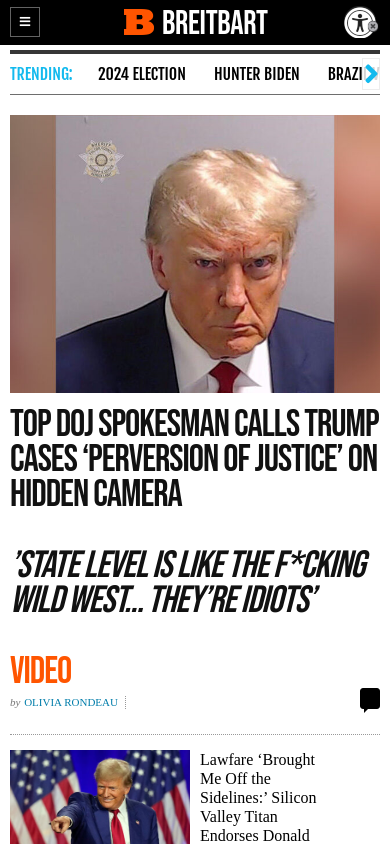 BREITBART
TRENDING: 2024 ELECTION HUNTER BIDEN
TOP DOJ SPOKESMAN CALLS TRUMP
CASES ‘PERVERSION OF JUSTICE’ ON
HIDDEN CAMERA
’STATE LEVEL IS LIKE THE F*CKING
WILD WEST... THEY’RE IDIOTS’
VIDEO
by OLIVIA RONDEAU
Lawfare ‘Brought
Me Off the
Sidelines:’ Silicon
Valley Titan
Endorses Donald